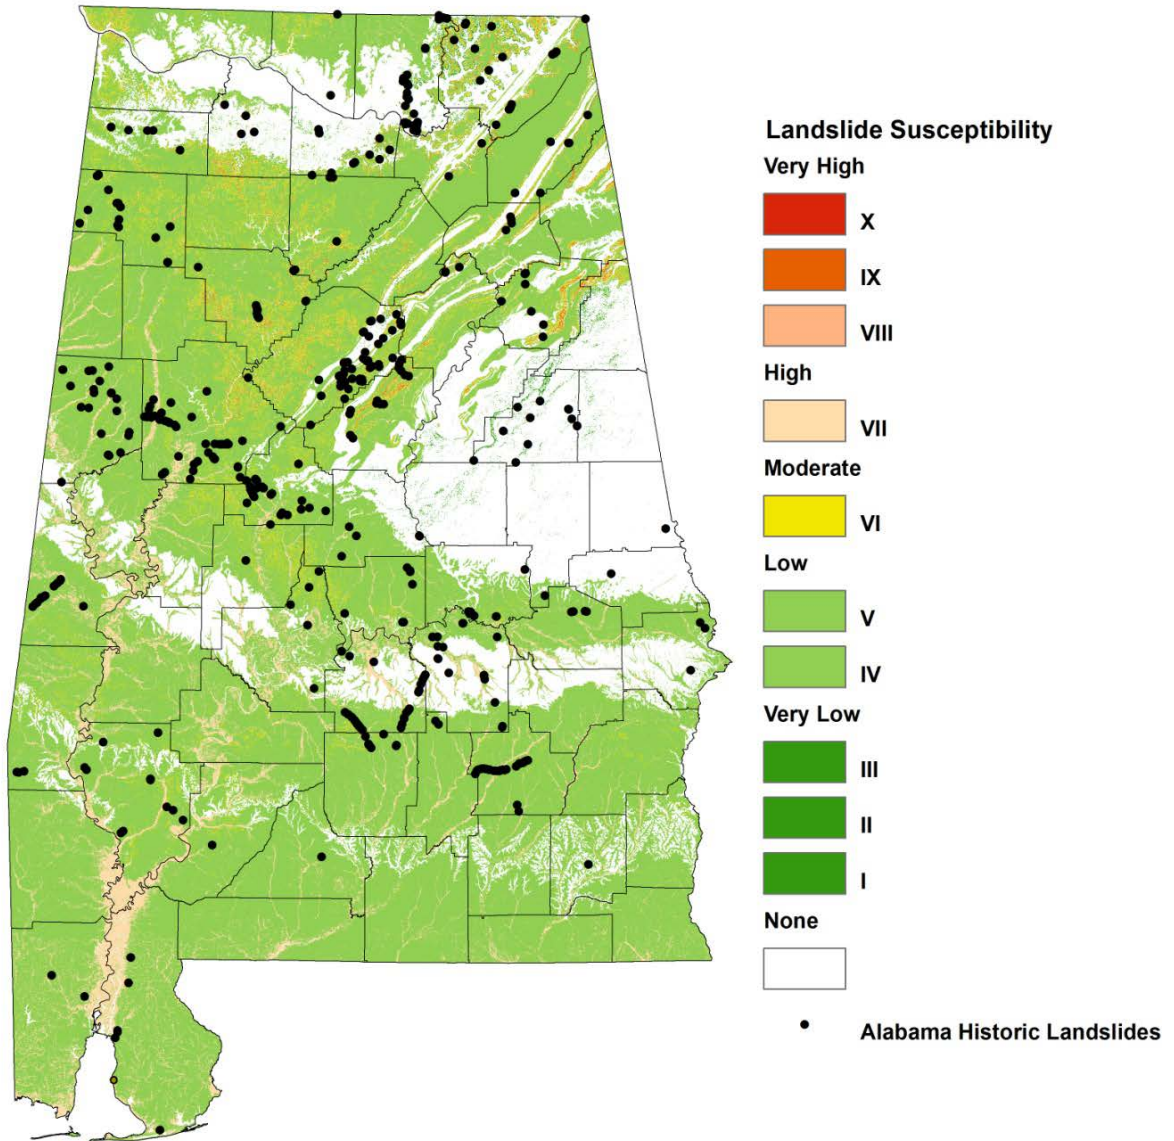 Landslide Susceptibility
Very High
X
IX
VIII
High
VII
Moderate
VI
Low
V
IV
Very Low
III
II
I
None
Alabama Historic Landslides